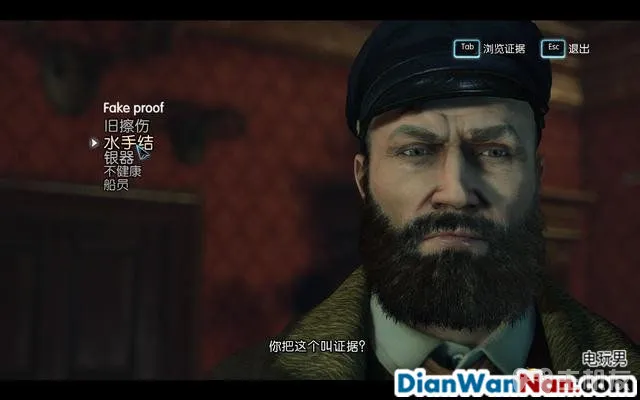 Tab 浏览证据 Esc 退出
Fake proof
旧擦伤
水手结
银器
不健康
船员
你把这个叫证据?
电玩男
DianWanNan.com